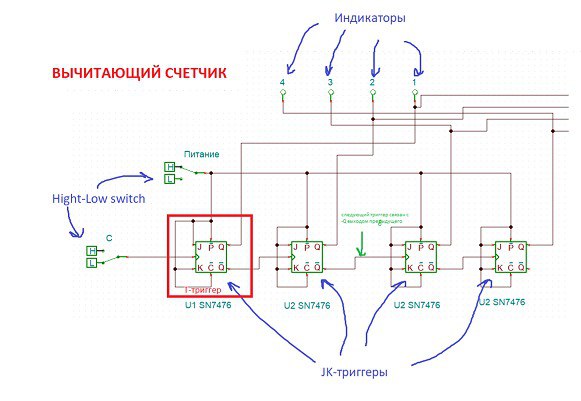 Индикаторы
ВЫЧИТАЮЩИЙ СЧЕТЧИК
4 3 2 1
Питание
H
L
Hight-Low switch
C
H
L
следующий триггер связан с
-Q выходом предыдущего
J P Q
K C Q
J P Q
K C Q
J P Q
K C Q
J P Q
K C Q
Т-триггер
U1 SN7476
U2 SN7476
U2 SN7476
U2 SN7476
JK-триггеры